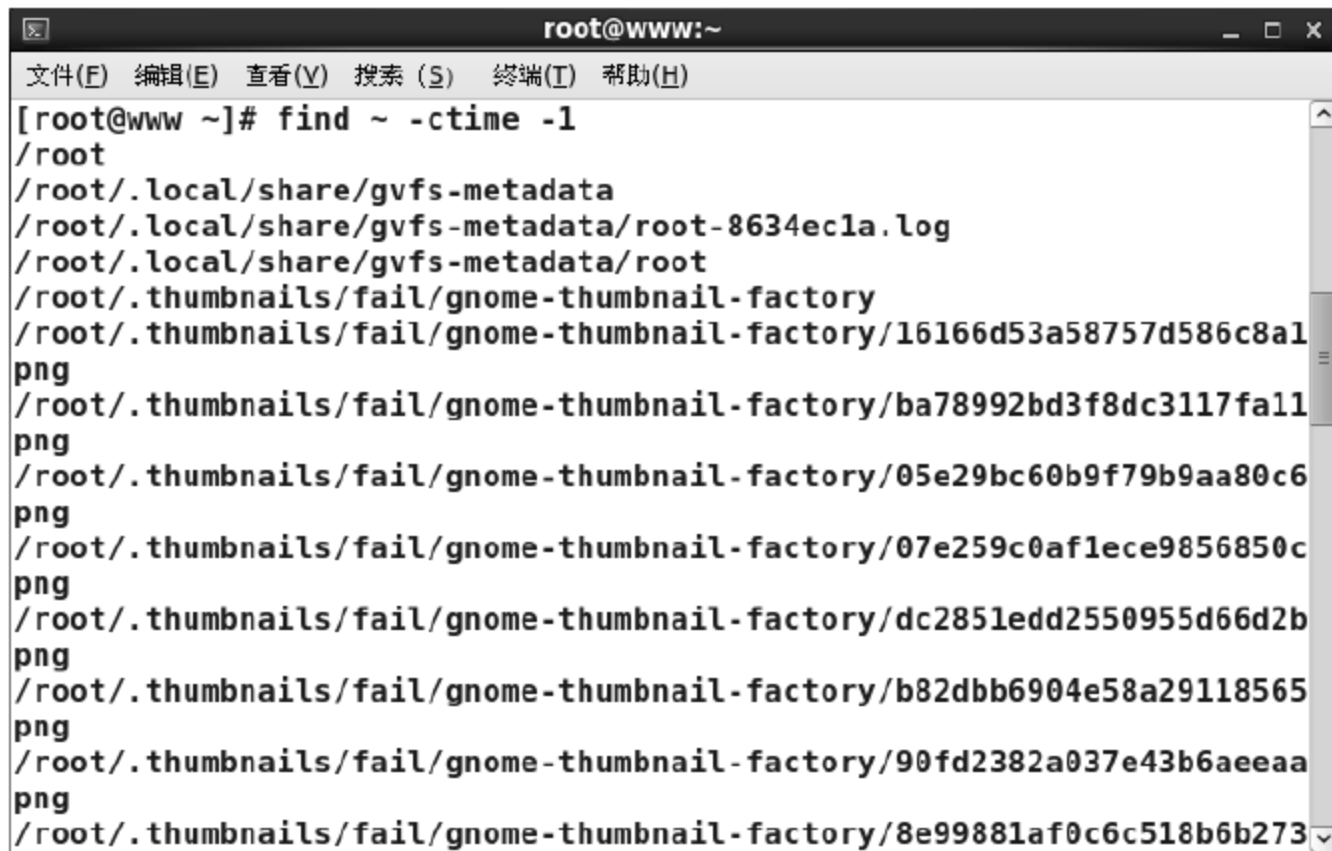 root@www:~
文件(F) 编辑(E) 查看(V) 搜索 (S) 终端(T) 帮助(H)
[root@www ~]# find ~ -ctime -1
/root
/root/.local/share/gvfs-metadata
/root/.local/share/gvfs-metadata/root-8634ec1a.log
/root/.local/share/gvfs-metadata/root
/root/.thumbnails/fail/gnome-thumbnail-factory
/root/.thumbnails/fail/gnome-thumbnail-factory/16166d53a58757d586c8a1
png
/root/.thumbnails/fail/gnome-thumbnail-factory/ba78992bd3f8dc3117fa11
png
/root/.thumbnails/fail/gnome-thumbnail-factory/05e29bc60b9f79b9aa80c6
png
/root/.thumbnails/fail/gnome-thumbnail-factory/07e259c0af1ece9856850c
png
/root/.thumbnails/fail/gnome-thumbnail-factory/dc2851edd2550955d66d2b
png
/root/.thumbnails/fail/gnome-thumbnail-factory/b82dbb6904e58a29118565
png
/root/.thumbnails/fail/gnome-thumbnail-factory/90fd2382a037e43b6aeeaa
png
/root/.thumbnails/fail/gnome-thumbnail-factory/8e99881af0c6c518b6b273